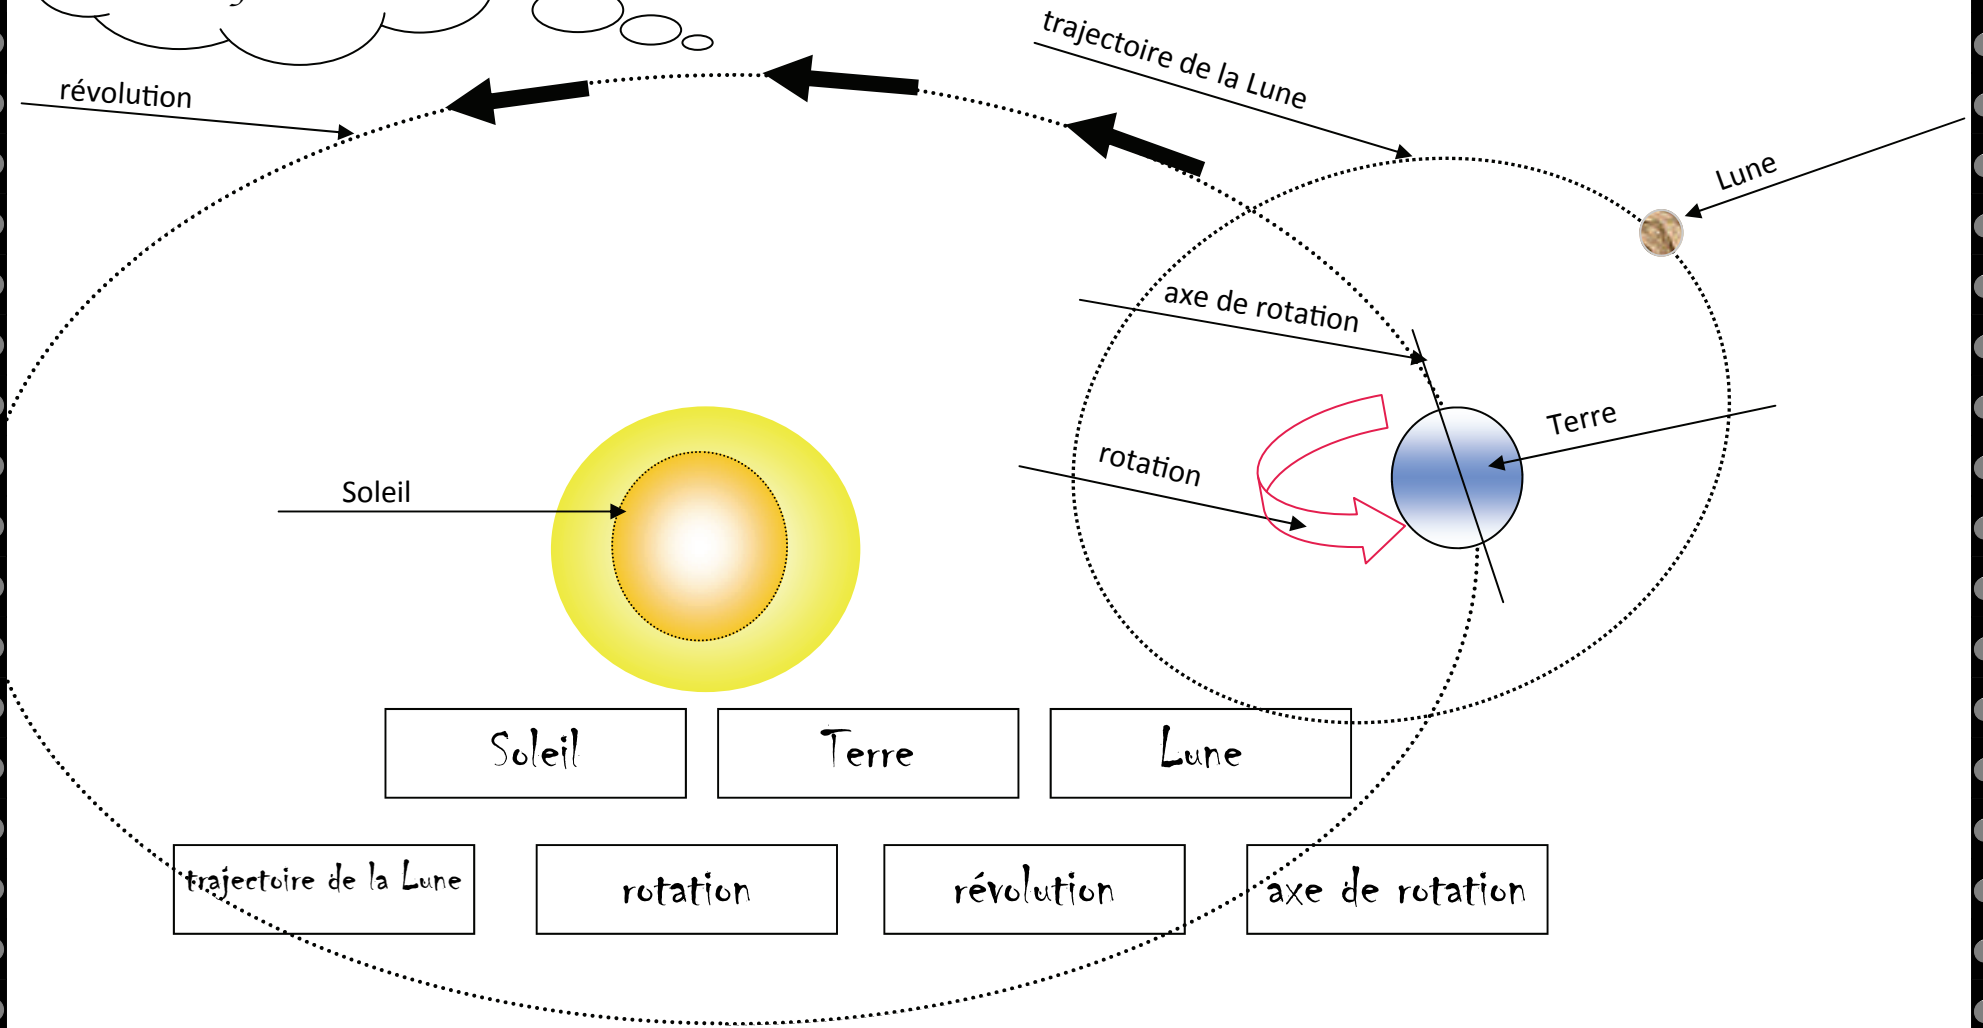 révolution
trajectoire de la Lune
Lune
axe de rotation
Terre
rotation
Soleil
Soleil
Terre
Lune
trajectoire de la Lune
rotation
révolution
axe de rotation